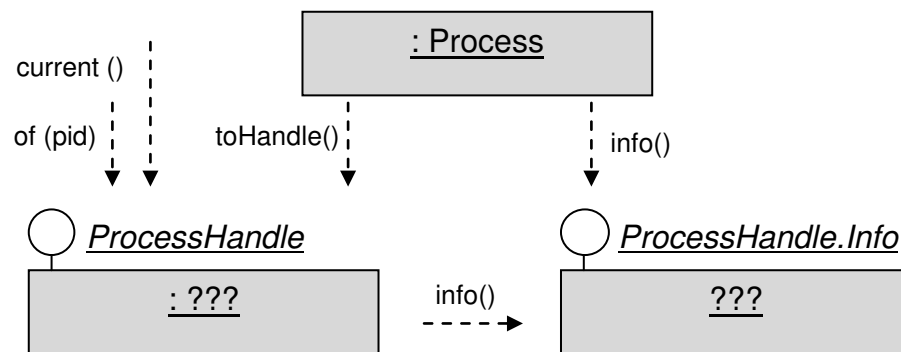 : Process
current ()
of (pid)
toHandle()
info()
ProcessHandle
ProcessHandle.Info
: ???
info()
???